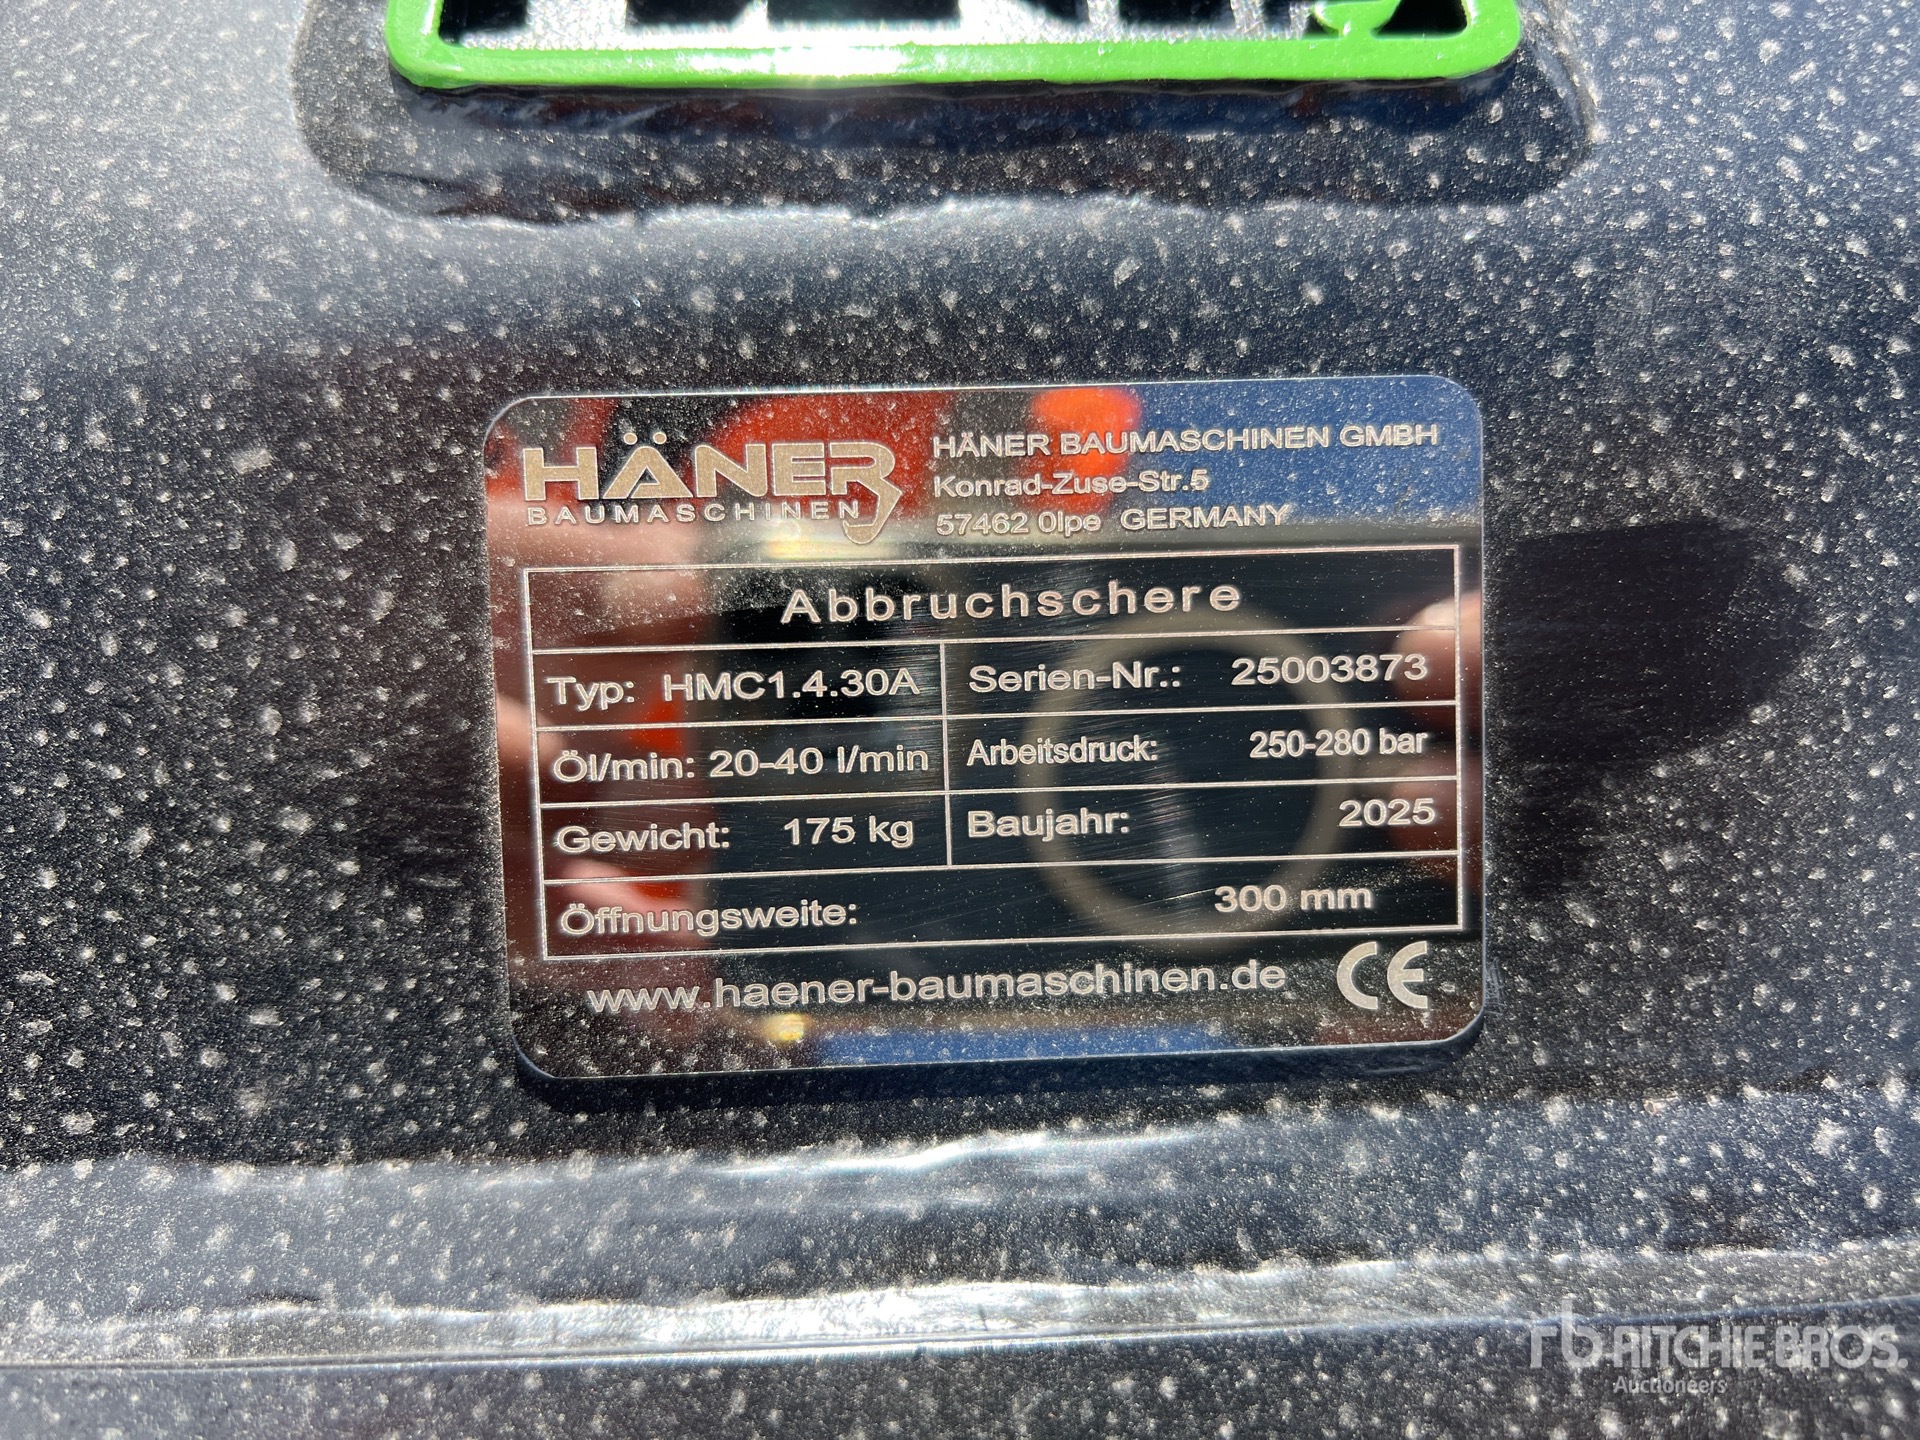 HÄNER
BAUMASCHINEN
HÄNER BAUMASCHINEN GMBH
Konrad-Zuse-Str.5
57462 Olpe GERMANY
Abbruchschere
Typ: HMC1.4.30A
Serien-Nr.: 25003873
Öl/min: 20-40 l/min
Arbeitsdruck: 250-280 bar
Gewicht: 175 kg
Baujahr: 2025
Öffnungsweite: 300 mm
www.haener-baumaschinen.de CE
rb RITCHIE BROS.
Auctioneers